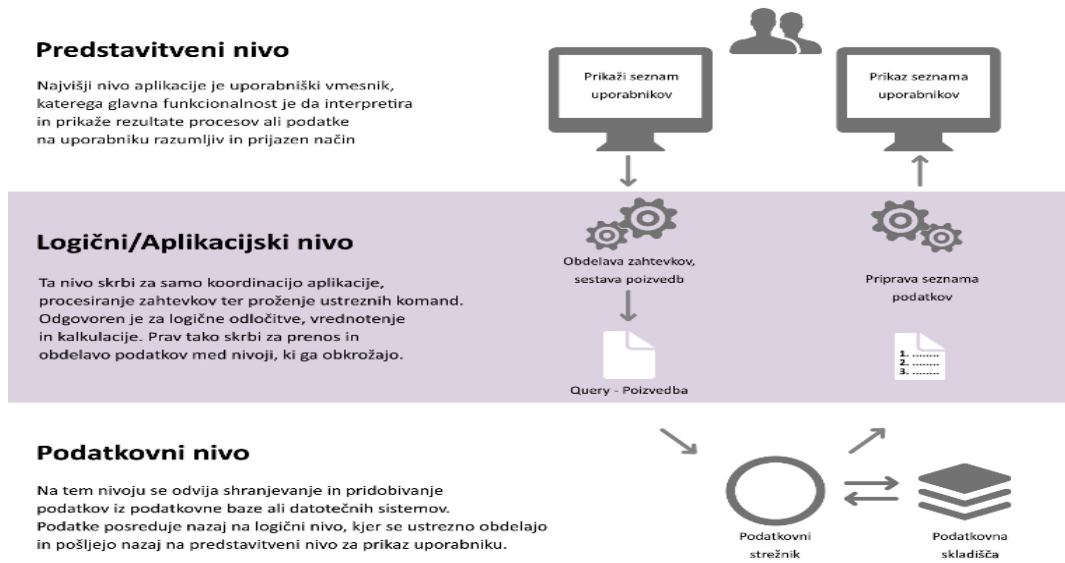 Predstavitveni nivo
Najvišji nivo aplikacije je uporabniški vmesnik,
katerega glavna funkcionalnost je da interpretira
in prikaže rezultate procesov ali podatke
na uporabniku razumljiv in prijazen način
Prikaži seznam
uporabnikov
Prikaz seznama
uporabnikov
Logični/Aplikacijski nivo
Ta nivo skrbi za samo koordinacijo aplikacije,
procesiranje zahtevkov ter proženje ustreznih komand.
Odgovoren je za logične odločitve, vrednotenje
in kalkulacije. Prav tako skrbi za prenos in
obdelavo podatkov med nivoji, ki ga obkrožajo.
Obdelava zahtevkov,
sestava poizvedb
Query - Poizvedba
Priprava seznama
podatkov
1. ........
2. ........
3. ........
Podatkovni nivo
Na tem nivoju se odvija shranjevanje in pridobivanje
podatkov iz podatkovne baze ali datotečnih sistemov.
Podatke posreduje nazaj na logični nivo, kjer se ustrezno obdelajo
in pošljejo nazaj na predstavitveni nivo za prikaz uporabniku.
Podatkovni
strežnik
Podatkovna
skladišča